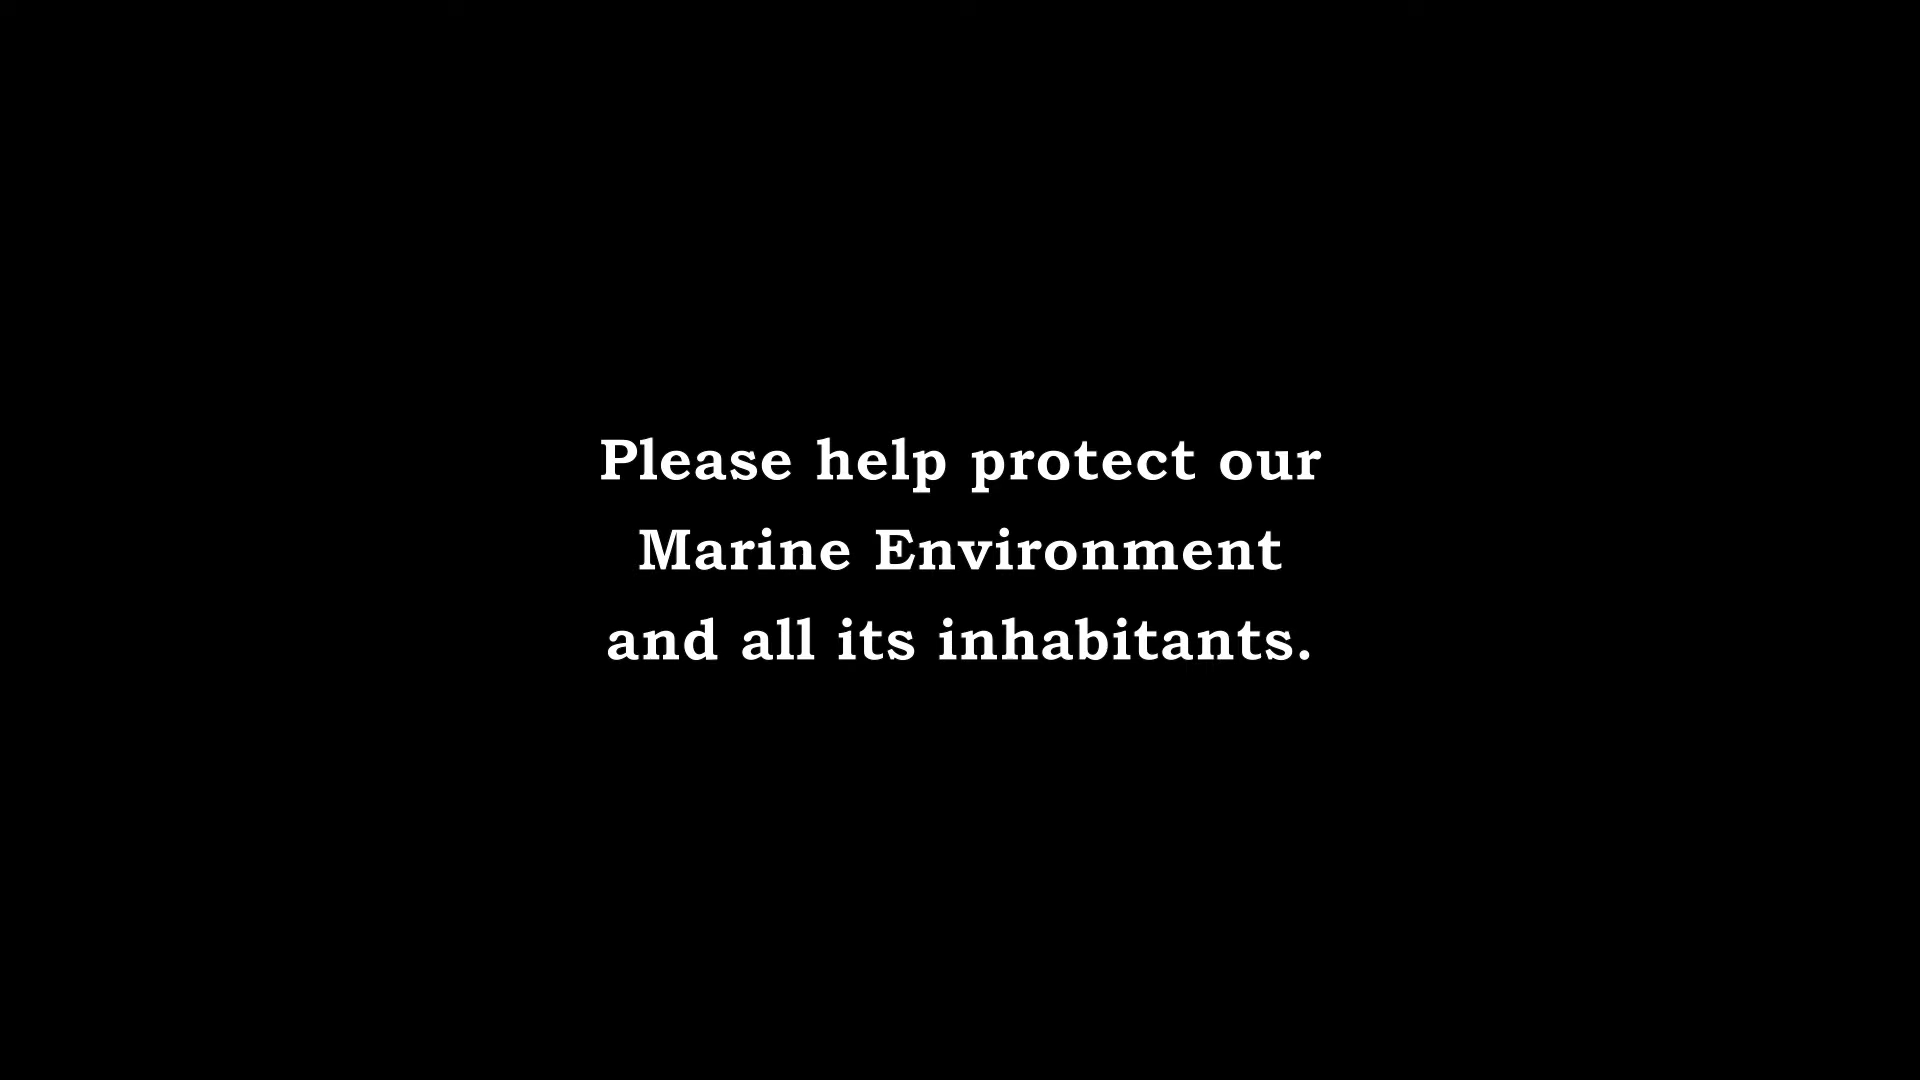 Please help protect our
Marine Environment
and all its inhabitants.